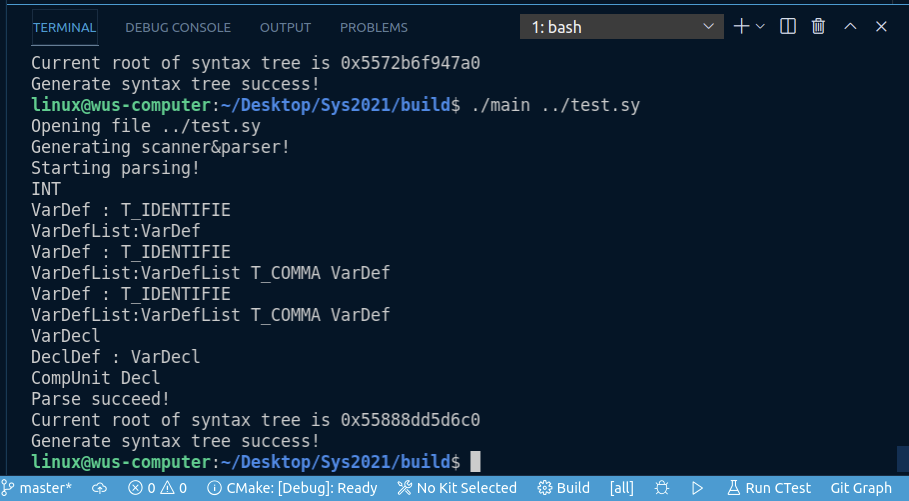 TERMINAL DEBUG CONSOLE OUTPUT PROBLEMS 1: bash
Current root of syntax tree is 0x5572b6f947a0
Generate syntax tree success!
linux@wus-computer:~/Desktop/Sys2021/build$ ./main ../test.sy
Opening file ../test.sy
Generating scanner&parser!
Starting parsing!
INT
VarDef : T_IDENTIFIE
VarDefList:VarDef
VarDef : T_IDENTIFIE
VarDefList:VarDefList T_COMMA VarDef
VarDef : T_IDENTIFIE
VarDefList:VarDefList T_COMMA VarDef
VarDecl
DeclDef : VarDecl
CompUnit Decl
Parse succeed!
Current root of syntax tree is 0x55888dd5d6c0
Generate syntax tree success!
linux@wus-computer:~/Desktop/Sys2021/build$
master* 0 0 CMake: [Debug]: Ready No Kit Selected Build [all] Run CTest Git Graph